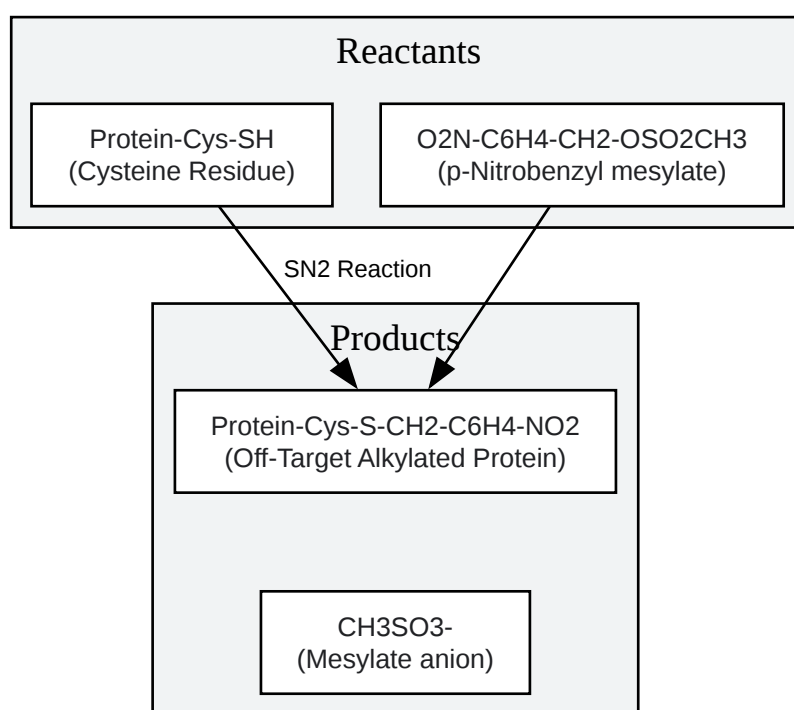 Reactants
Protein-Cys-SH
(Cysteine Residue)
O2N-C6H4-CH2-OSO2CH3
(p-Nitrobenzyl mesylate)
SN2 Reaction
Products
Protein-Cys-S-CH2-C6H4-NO2
(Off-Target Alkylated Protein)
CH3SO3-
(Mesylate anion)